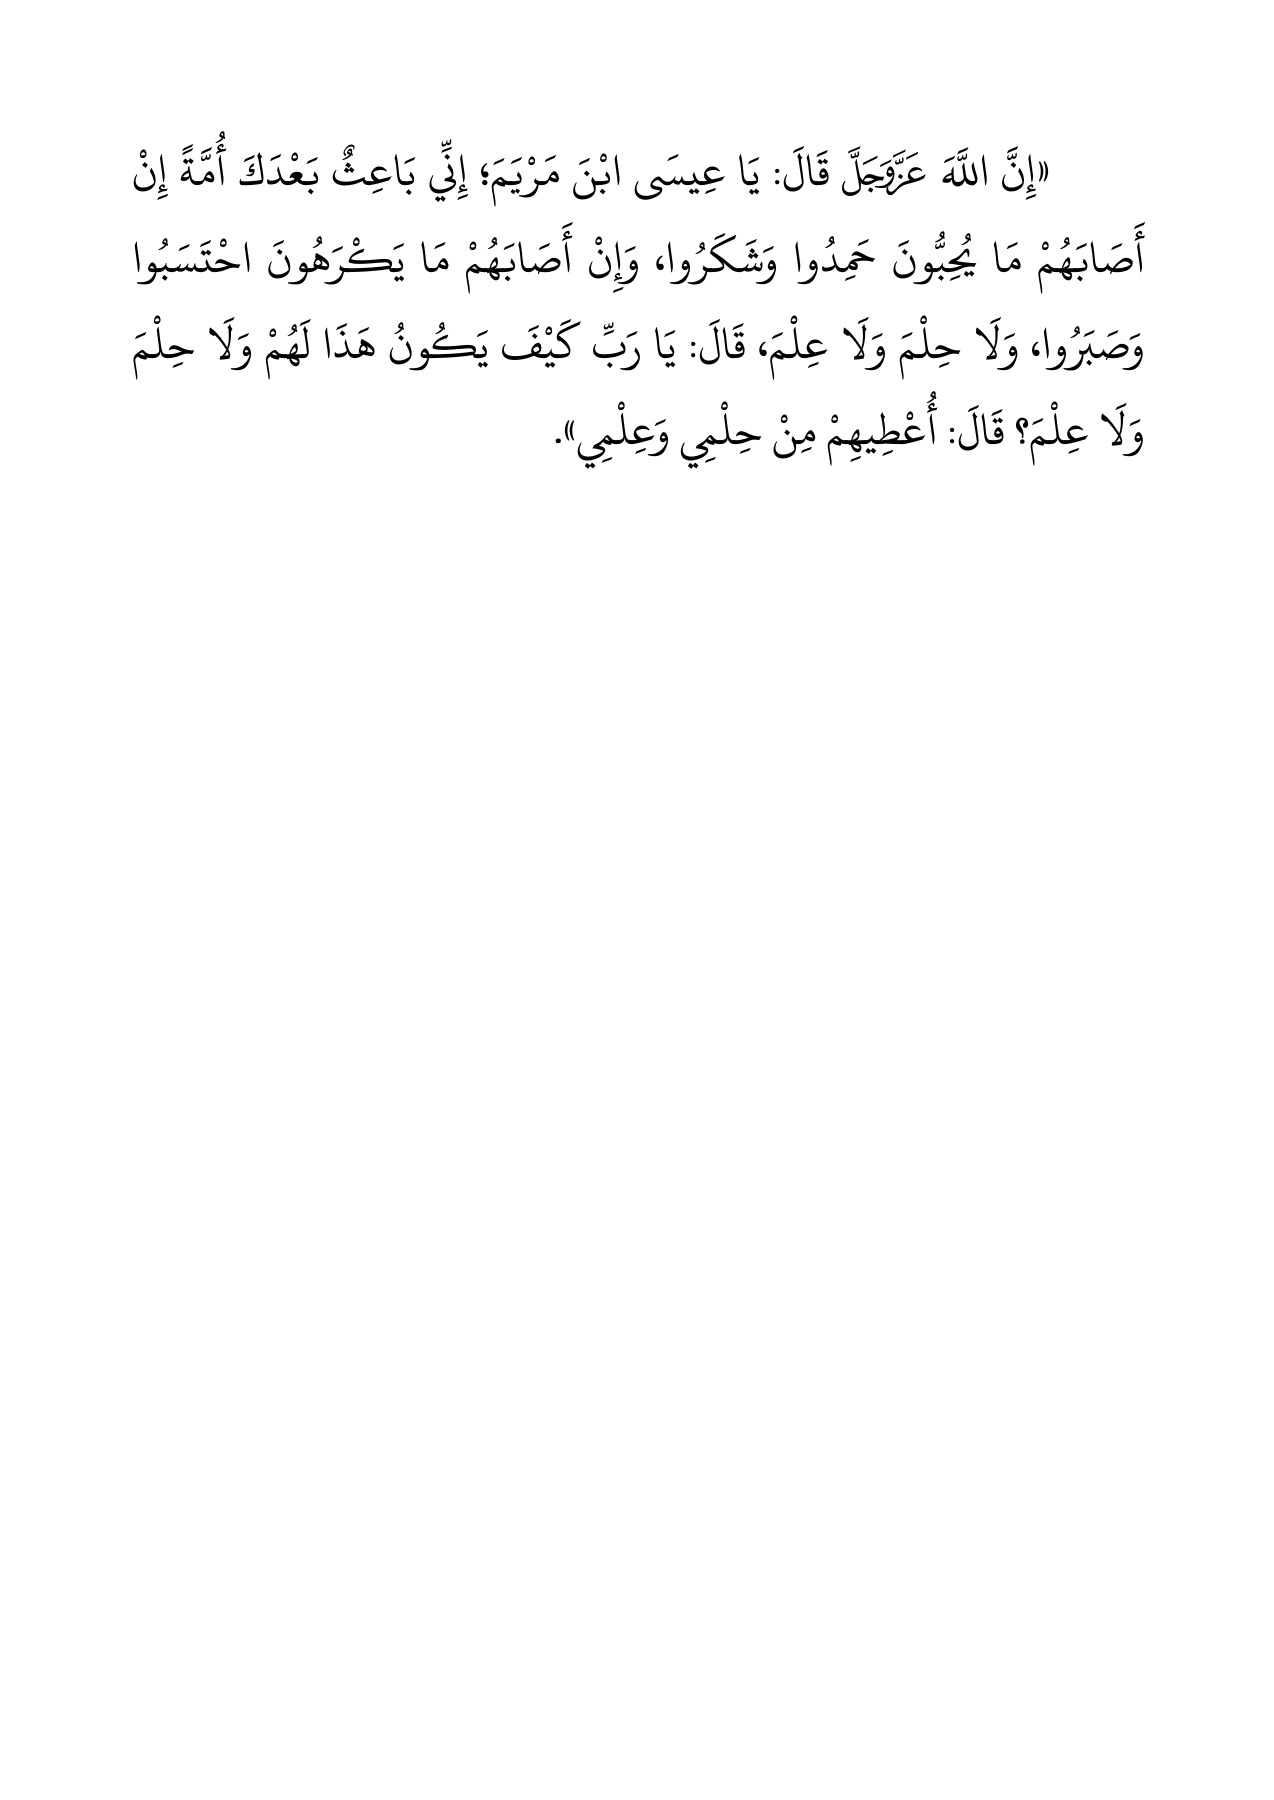 «إِنَّ اللَّهَ عَزَّوَجَلَّ قَالَ: يَا عِيسَى ابْنَ مَرْيَمَ؛ إِنِّي بَاعِثٌ بَعْدَكَ أُمَّةً إِنْ
أَصَابَهُمْ مَا يُحِبُّونَ حَمِدُوا وَشَكَرُوا، وَإِنْ أَصَابَهُمْ مَا يَكْرَهُونَ احْتَسَبُوا
وَصَبَرُوا، وَلَا حِلْمَ وَلَا عِلْمَ، قَالَ: يَا رَبِّ كَيْفَ يَكُونُ هَذَا لَهُمْ وَلَا حِلْمَ
وَلَا عِلْمَ؟ قَالَ: أُعْطِيهِمْ مِنْ حِلْمِي وَعِلْمِي».